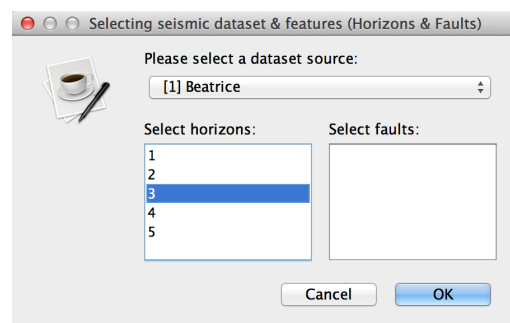 Selecting seismic dataset & features (Horizons & Faults)
Please select a dataset source:
[1] Beatrice
Select horizons: Select faults:
1
2
3
4
5
Cancel OK